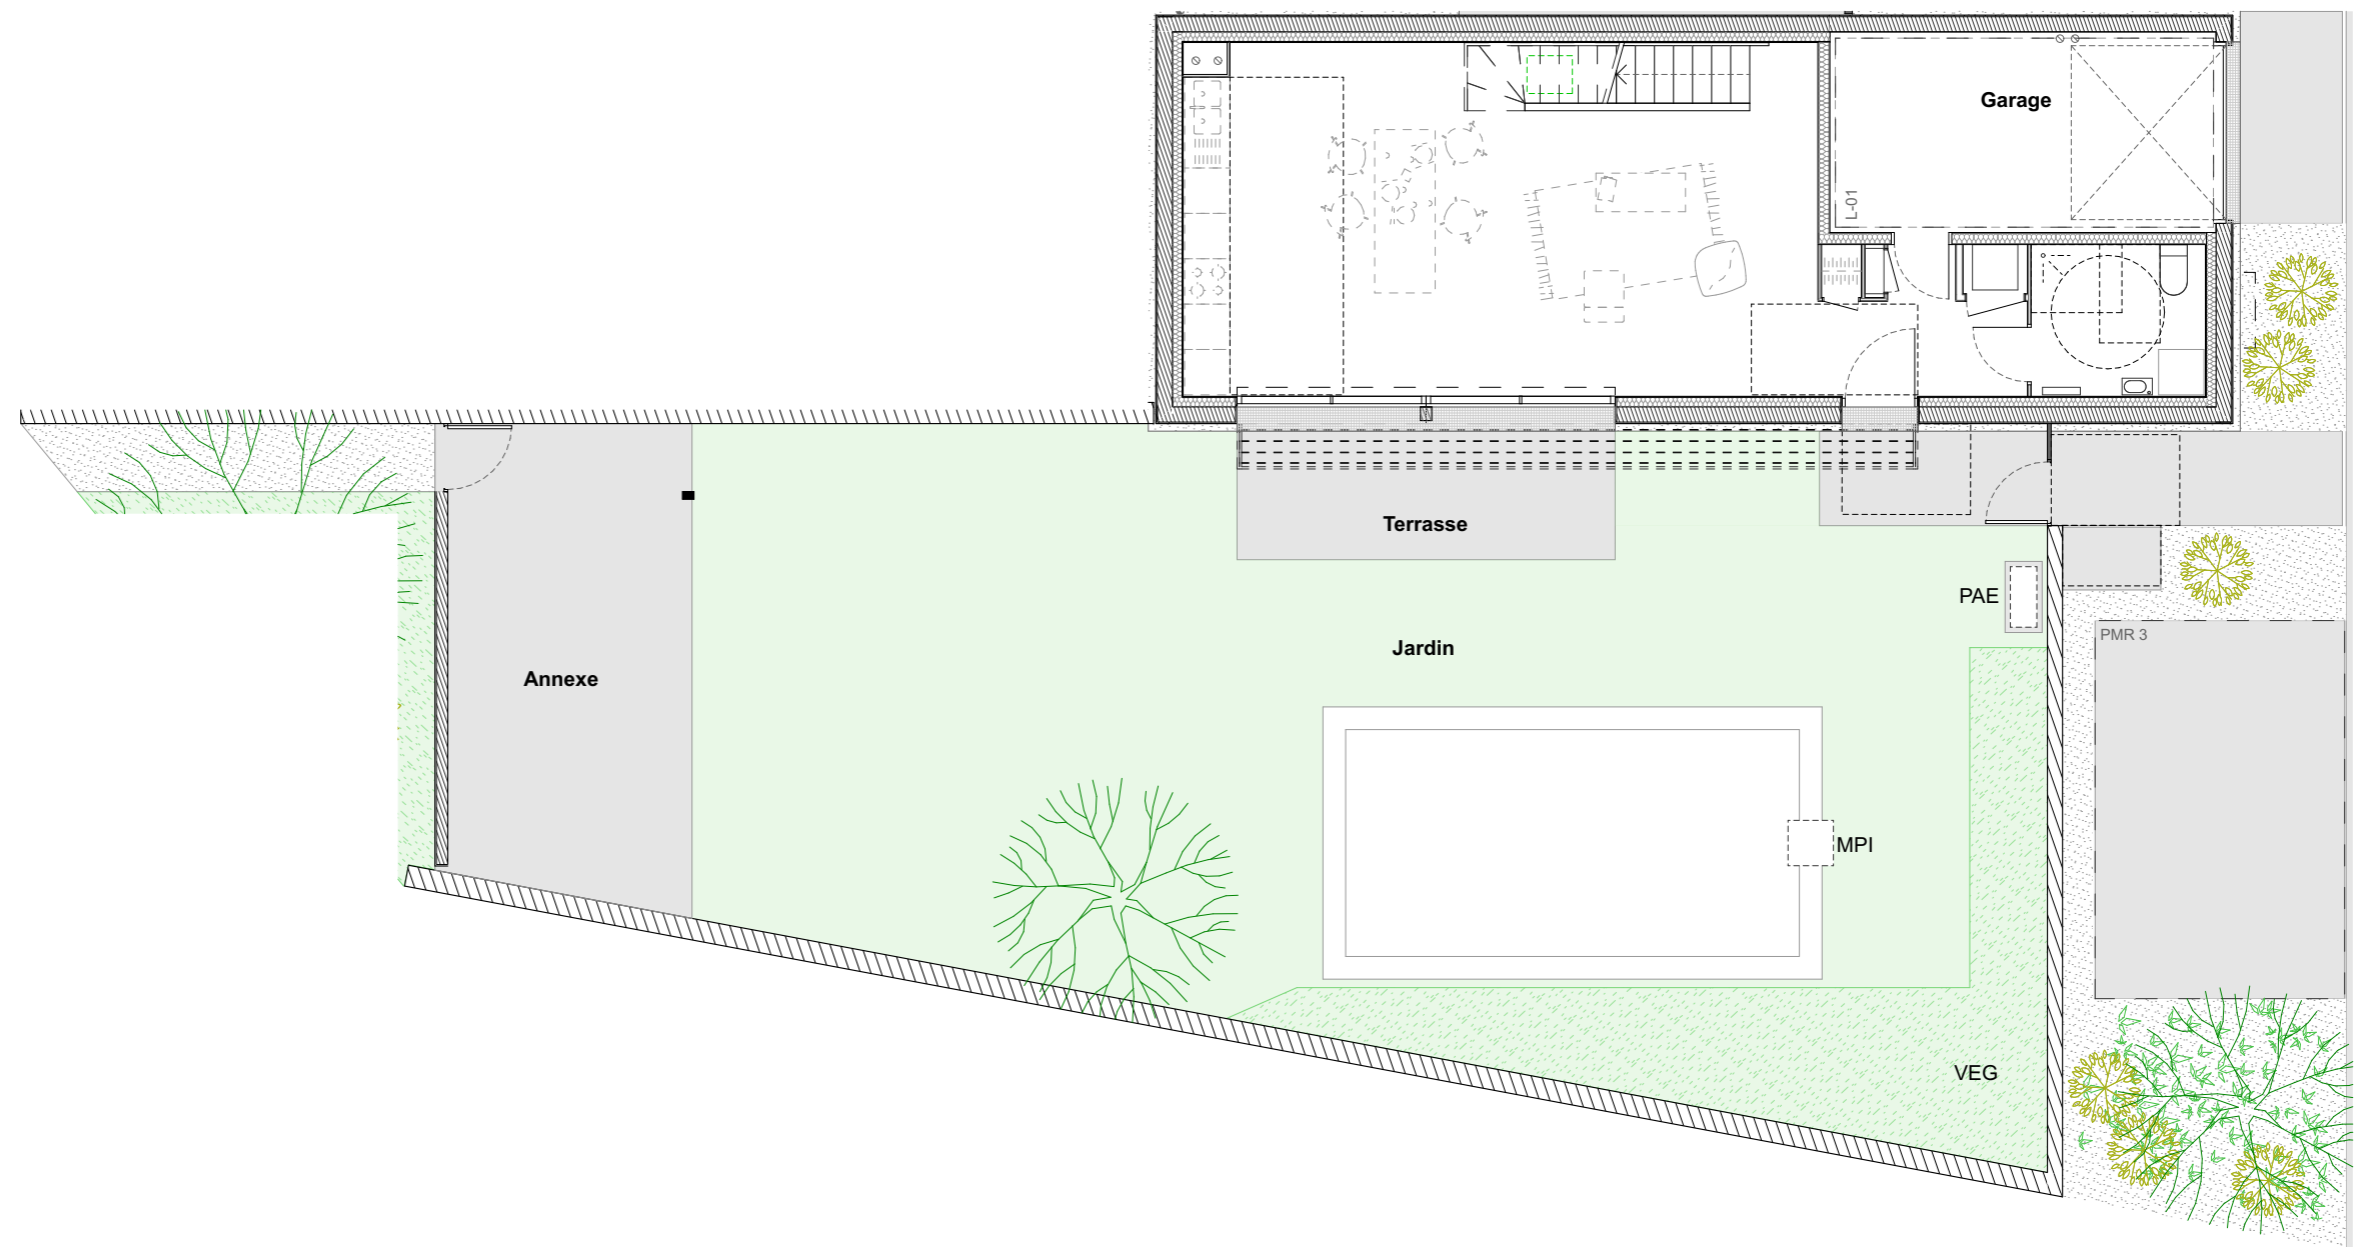 Garage
L-01
Terrasse
PAE
PMR 3
Jardin
Annexe
MPI
VEG